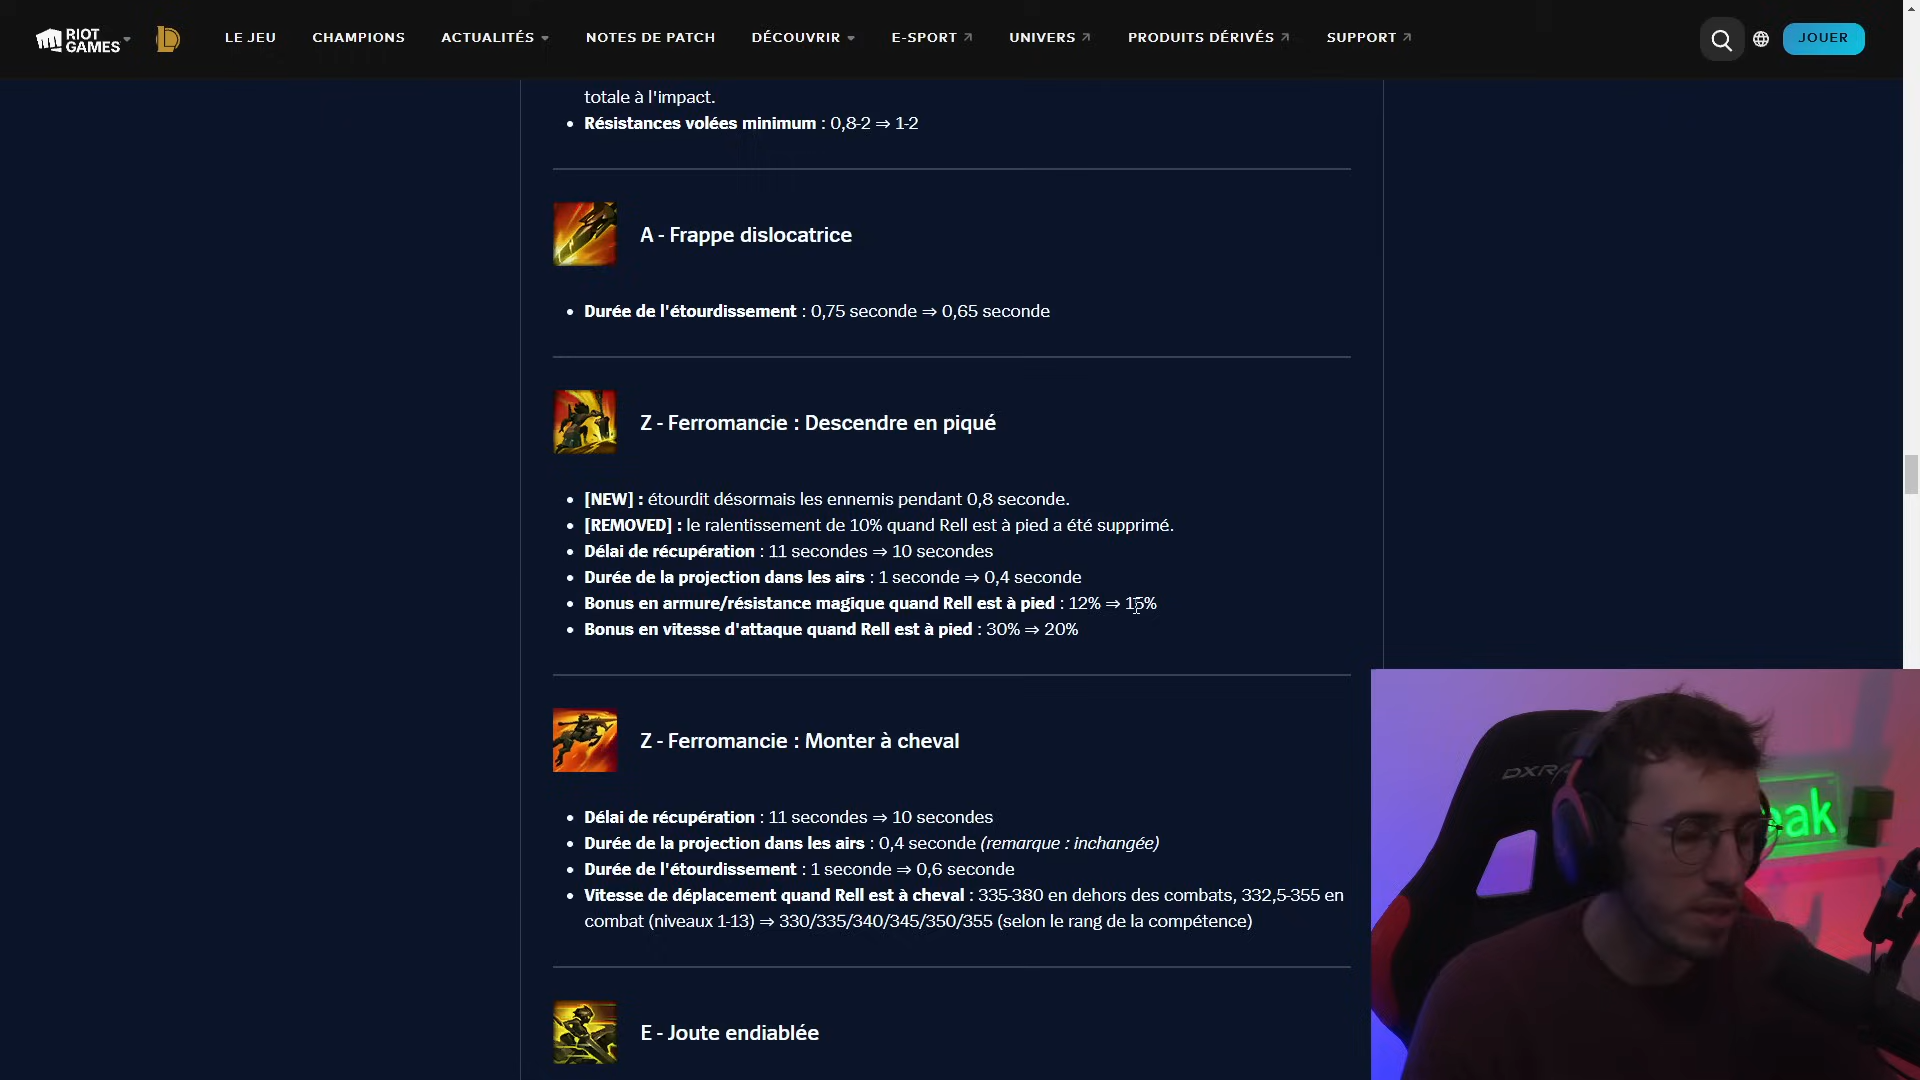 RIOT GAMES
LE JEU
CHAMPIONS
ACTUALITÉS
NOTES DE PATCH
DÉCOUVRIR
E-SPORT
UNIVERS
PRODUITS DÉRIVÉS
SUPPORT
JOUER
totale à l'impact.
• Résistances volées minimum : 0,8-2 ⇒ 1-2
A - Frappe dislocatrice
• Durée de l'étourdissement : 0,75 seconde ⇒ 0,65 seconde
Z - Ferromancie : Descendre en piqué
• [NEW] : étourdit désormais les ennemis pendant 0,8 seconde.
• [REMOVED] : le ralentissement de 10% quand Rell est à pied a été supprimé.
• Délai de récupération : 11 secondes ⇒ 10 secondes
• Durée de la projection dans les airs : 1 seconde ⇒ 0,4 seconde
• Bonus en armure/résistance magique quand Rell est à pied : 12% ⇒ 15%
• Bonus en vitesse d'attaque quand Rell est à pied : 30% ⇒ 20%
Z - Ferromancie : Monter à cheval
• Délai de récupération : 11 secondes ⇒ 10 secondes
• Durée de la projection dans les airs : 0,4 seconde (remarque : inchangée)
• Durée de l'étourdissement : 1 seconde ⇒ 0,6 seconde
• Vitesse de déplacement quand Rell est à cheval : 335-380 en dehors des combats, 332,5-355 en
combat (niveaux 1-13) ⇒ 330/335/340/345/350/355 (selon le rang de la compétence)
E - Joute endiablée